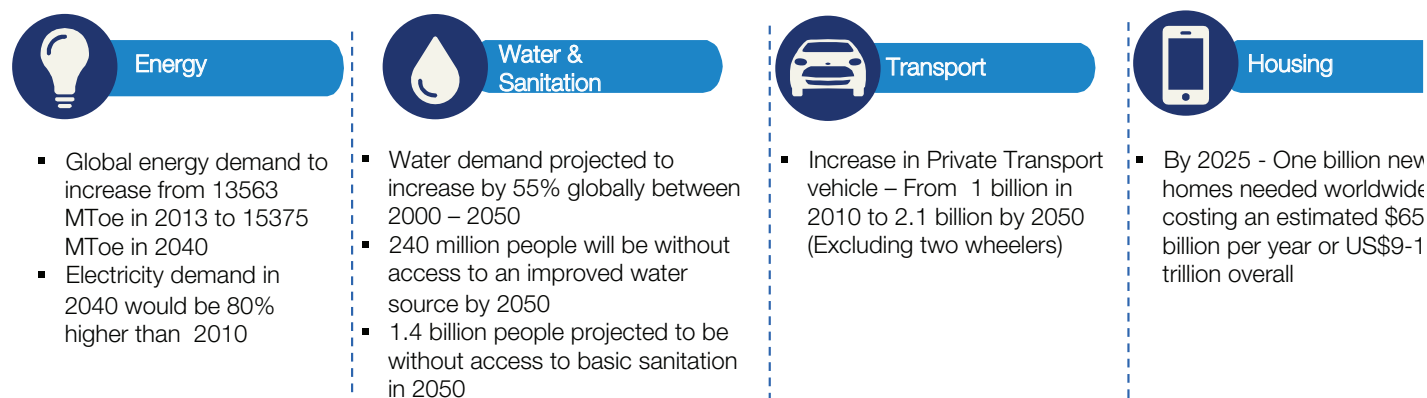 Energy
▪ Global energy demand to
increase from 13563
MToe in 2013 to 15375
MToe in 2040
▪ Electricity demand in
2040 would be 80%
higher than 2010
Water &
Sanitation
▪ Water demand projected to
increase by 55% globally between
2000 – 2050
▪ 240 million people will be without
access to an improved water
source by 2050
▪ 1.4 billion people projected to be
without access to basic sanitation
in 2050
Transport
▪ Increase in Private Transport
vehicle – From 1 billion in
2010 to 2.1 billion by 2050
(Excluding two wheelers)
Housing
▪ By 2025 - One billion new
homes needed worldwide
costing an estimated
billion per year or
trillion overall